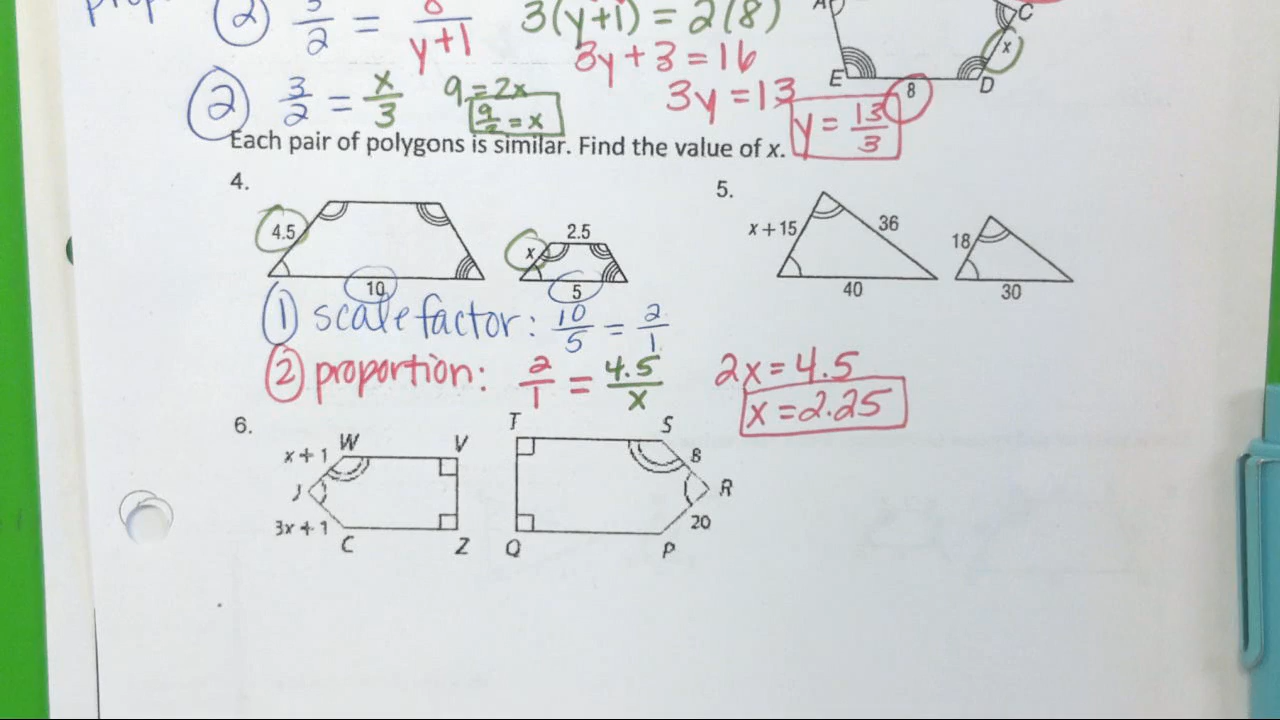 ② 3/2 = 8/y+1 3(y+1) = 2(8)
3y + 3 = 16
② 3/2 = x/3 9 = 2x 3y = 13
9/2 = x y = 13/3
C
x
E 8 D
Each pair of polygons is similar. Find the value of x.
4. 5.
4.5 10 x 2.5 5
x + 15 36 40 18 30
① scale factor: 10/5 = 2/1
② proportion: 2/1 = 4.5/x 2x = 4.5
x = 2.25
6.
x + 1 W V T S 8
J R
3x + 1 C Z Q P 20